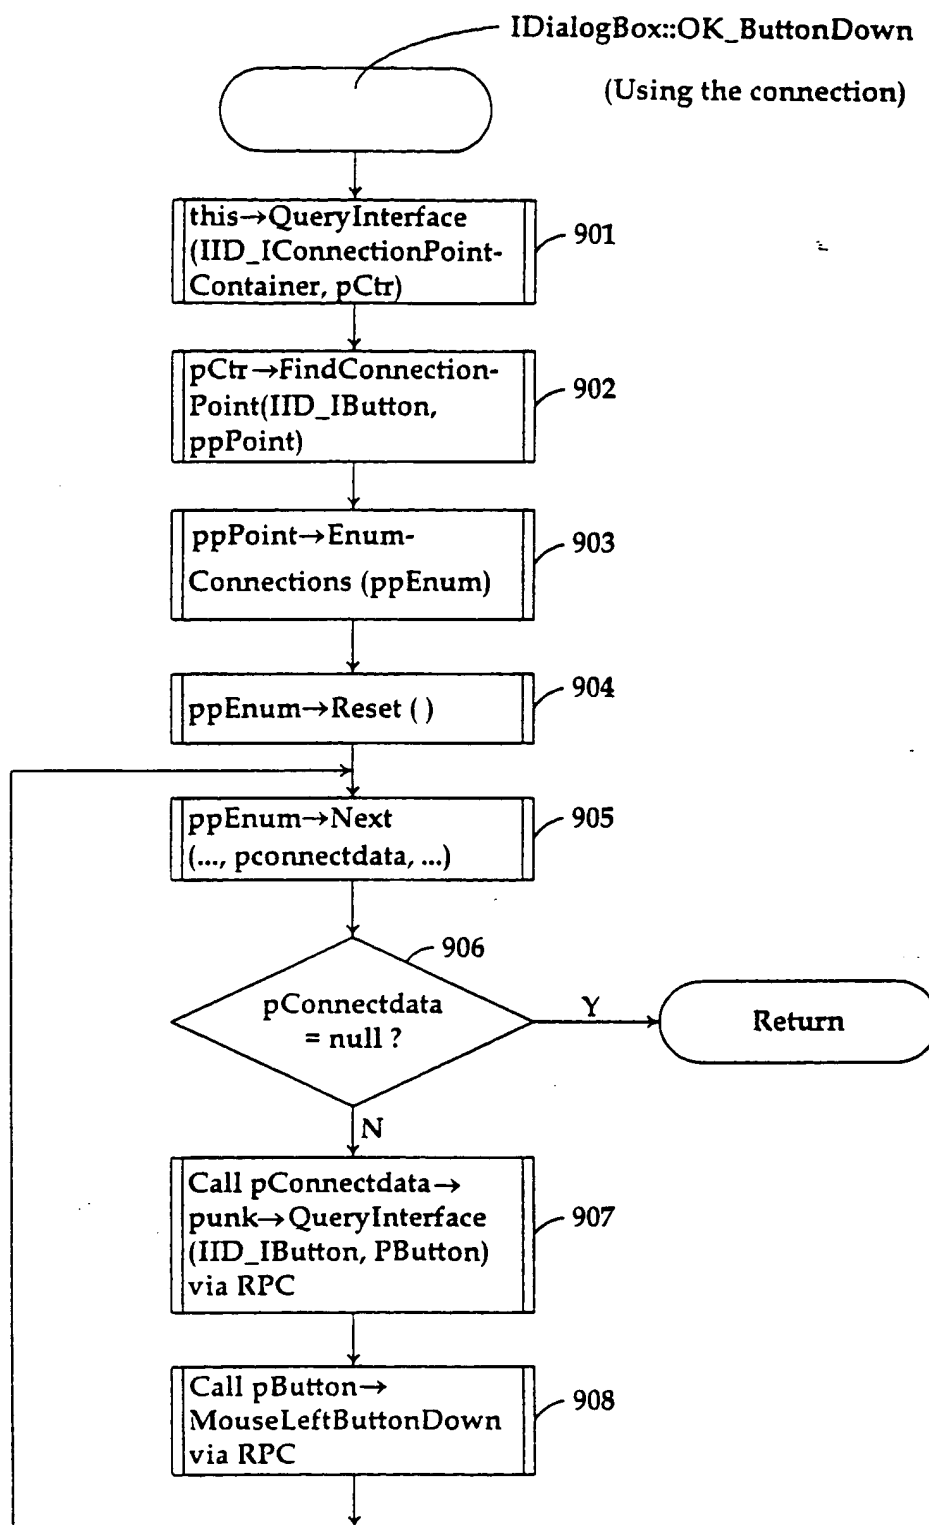 IDialogBox::OK_ButtonDown
(Using the connection)
this→QueryInterface
(IID_IConnectionPoint-
Container, pCtr)
901
pCtr→FindConnection-
Point(IID_IButton,
ppPoint)
902
ppPoint→Enum-
Connections (ppEnum)
903
ppEnum→Reset ( )
904
ppEnum→Next
(..., pconnectdata, ...)
905
906
pConnectdata
= null ?
Y
Return
N
Call pConnectdata→
punk→QueryInterface
(IID_IButton, PButton)
via RPC
907
Call pButton→
MouseLeftButtonDown
via RPC
908